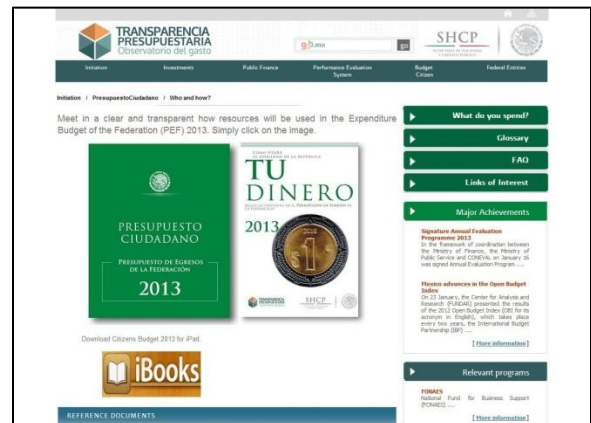 TRANSPARENCIA
PRESUPUESTARIA
Observatorio del gasto
gob.mx
go
SHCP
Initiation
Investments
Public Finance
Performance Evaluation
System
Budget
Citizen
Federal Entities
Initiation / PresupuestoCiudadano / Who and how?
Meet in a clear and transparent how resources will be used in the Expenditure
Budget of the Federation (PEF) 2013. Simply click on the image.
PRESUPUESTO
CIUDADANO
PRESUPUESTO DE EGRESOS
DE LA FEDERACIÓN
2013
TU
DINERO
2013
$1
SHCP
Download Citizens Budget 2013 for iPad.
iBooks
REFERENCE DOCUMENTS
What do you spend?
Glossary
FAQ
Links of Interest
Major Achievements
Signature Annual Evaluation
Programme 2013
In the framework of coordination between
the Ministry of Finance, the Ministry of
Public Service and CONEVAL on January 16
was signed Annual Evaluation Program ....
Mexico advances in the Open Budget
Index
On 23 January, the Center for Analysis and
Research (FUNDAR) presented the results
of the 2012 Open Budget Index (OBI for its
acronym in English), which takes place
every two years, the International Budget
Partnership (IBP) ....
[ More information ]
Relevant programs
FONAES
National Fund for Business Support
(FONAES) ....
[ More information ]